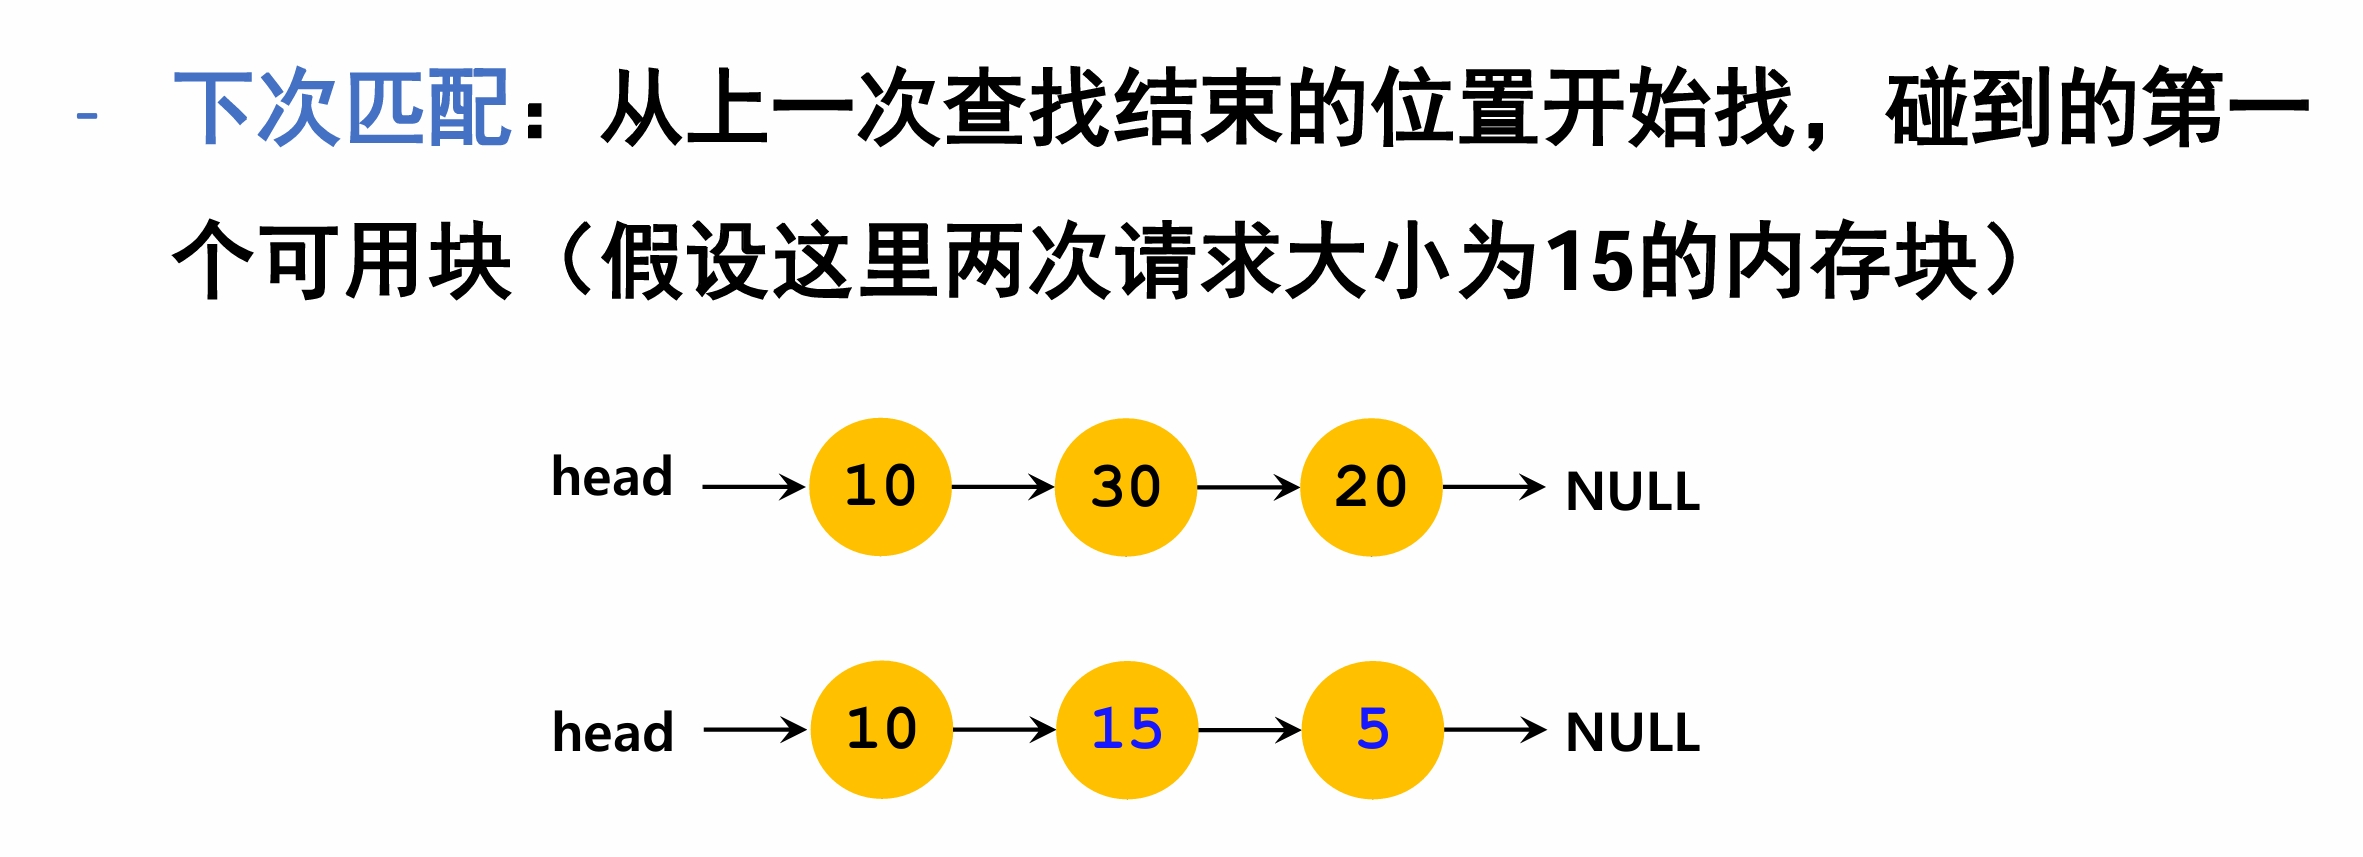 - 下次匹配：从上一次查找结束的位置开始找，碰到的第一
个可用块（假设这里两次请求大小为15的内存块）
head 10 30 20 NULL
head 10 15 5 NULL